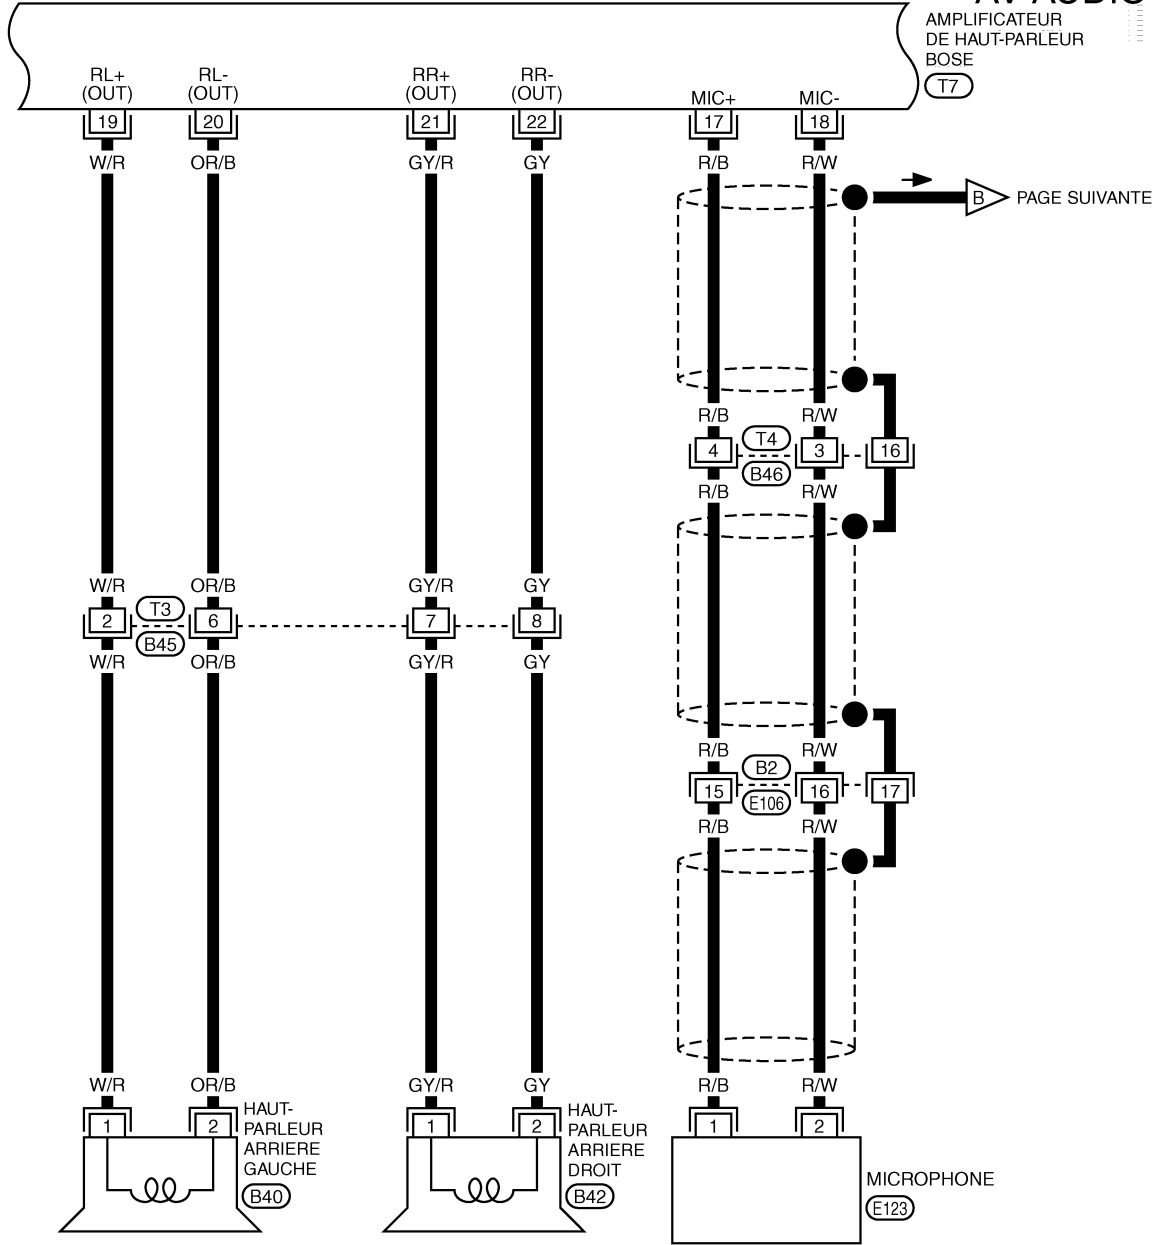 AV AUDIO
AMPLIFICATEUR
DE HAUT-PARLEUR
BOSE
T7
RL+ RL- RR+ RR-
(OUT) (OUT) (OUT) (OUT) MIC+ MIC-
19 20 21 22 17 18
W/R OR/B GY/R GY R/B R/W
B PAGE SUIVANTE
R/B R/W
T4
4 3 16
B46
R/B R/W
W/R OR/B GY/R GY
T3
2 6 7 8
B45
W/R OR/B GY/R GY
R/B R/W
B2
15 16 17
E106
R/B R/W
W/R OR/B GY/R GY R/B R/W
1 2 1 2 1 2
HAUT-
PARLEUR
ARRIERE
GAUCHE
B40
HAUT-
PARLEUR
ARRIERE
DROIT
B42
MICROPHONE
E123